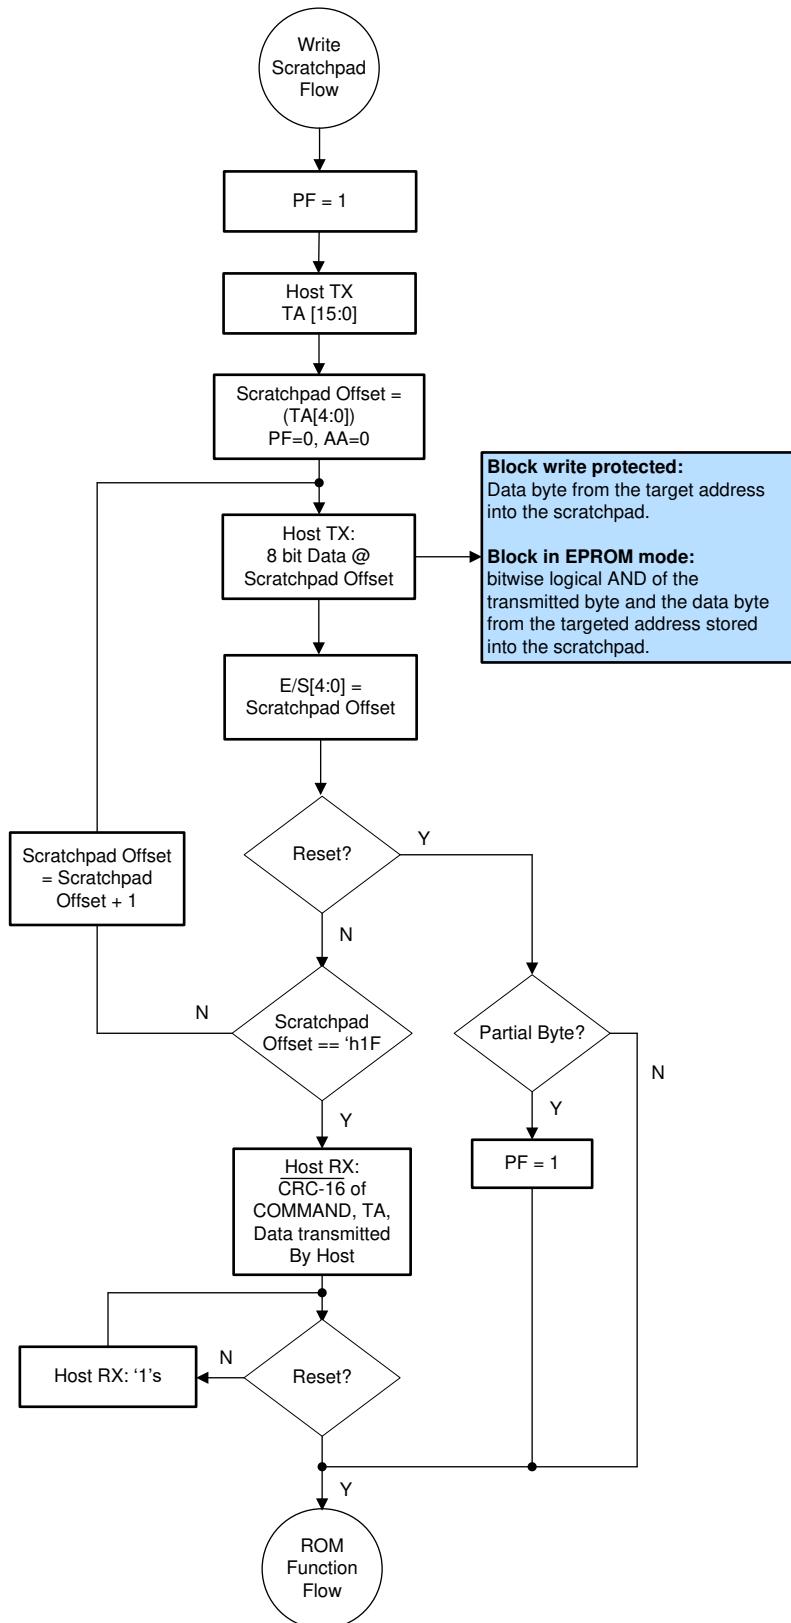 Write
Scratchpad
Flow
PF = 1
Host TX
TA [15:0]
Scratchpad Offset =
(TA[4:0])
PF=0, AA=0
Host TX:
8 bit Data @
Scratchpad Offset
Block write protected:
Data byte from the target address
into the scratchpad.
Block in EPROM mode:
bitwise logical AND of the
transmitted byte and the data byte
from the targeted address stored
into the scratchpad.
E/S[4:0] =
Scratchpad Offset
Reset?
Y
N
Scratchpad Offset
= Scratchpad
Offset + 1
Scratchpad
Offset == ‘h1F
N
Y
Partial Byte?
N
Y
PF = 1
Host RX:
CRC-16 of
COMMAND, TA,
Data transmitted
By Host
Reset?
N
Host RX: ‘1’s
Y
ROM
Function
Flow